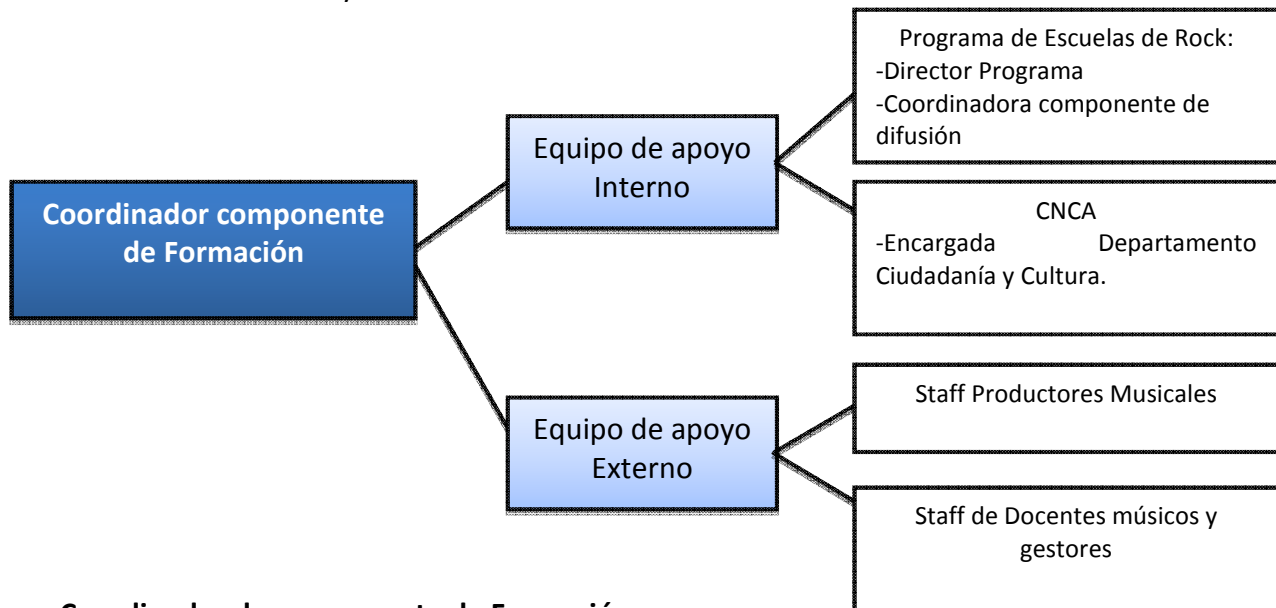 Programa de Escuelas de Rock:
-Director Programa
-Coordinadora componente de
difusión
Equipo de apoyo
Interno
Coordinador componente
de Formación
CNCA
-Encargada Departamento
Ciudadanía y Cultura.
Staff Productores Musicales
Equipo de apoyo
Externo
Staff de Docentes músicos y
gestores